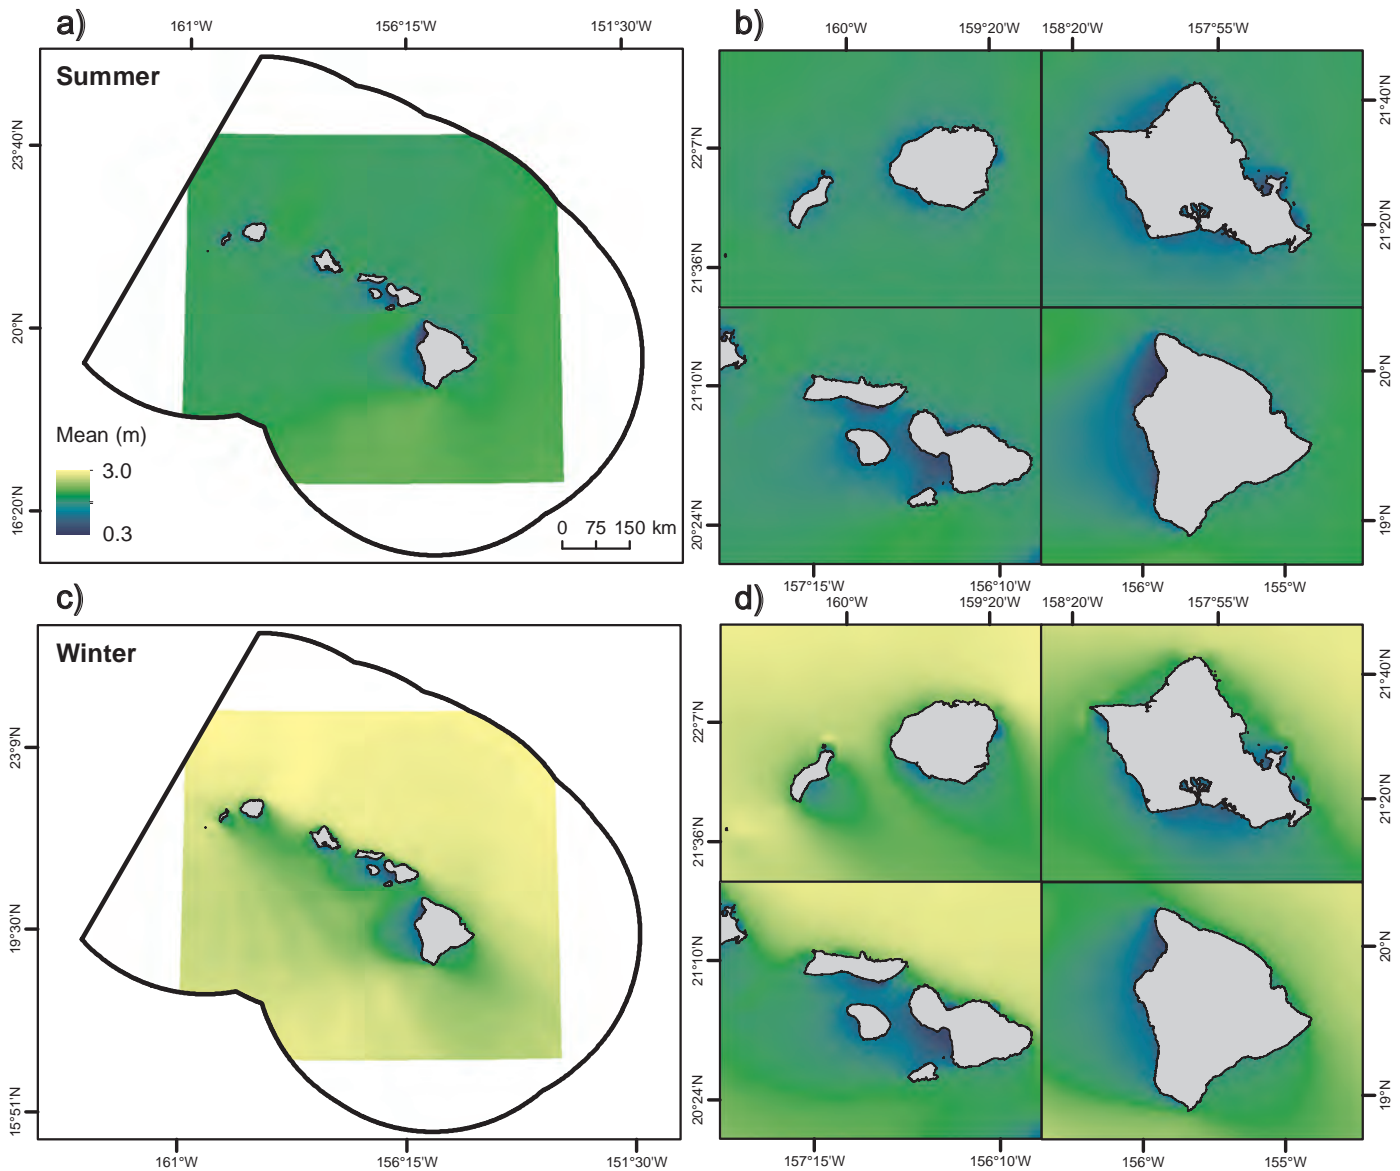 a)
161°W
156°15'W
151°30'W
Summer
23°40'N
20°N
16°20'N
Mean (m)
3.0
0.3
0 75 150 km
b)
160°W
159°20'W
158°20'W
157°55'W
22°7'N
21°36'N
21°40'N
21°20'N
21°10'N
20°24'N
20°N
19°N
157°15'W
156°10'W
156°W
155°W
c)
Winter
23°9'N
19°30'N
15°51'N
161°W
156°15'W
151°30'W
d)
160°W
159°20'W
158°20'W
157°55'W
22°7'N
21°36'N
21°40'N
21°20'N
21°10'N
20°24'N
20°N
19°N
157°15'W
156°10'W
156°W
155°W